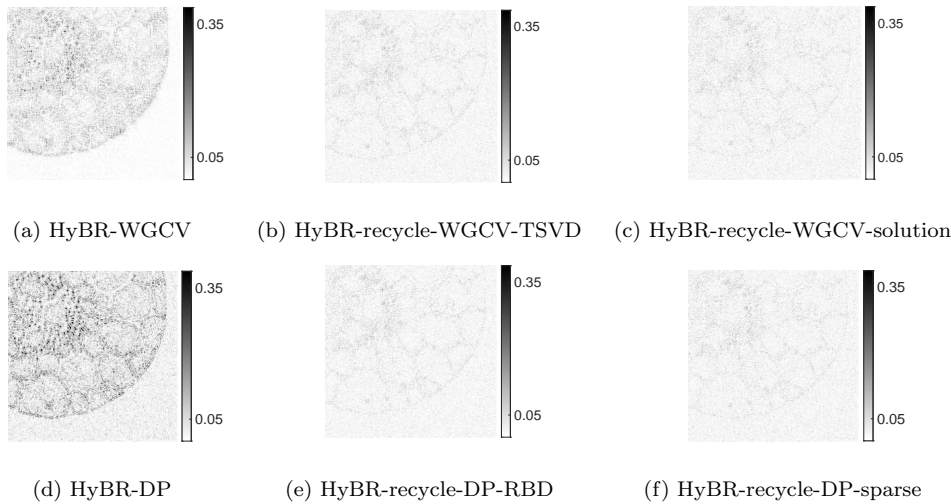 0.35
0.05
0.35
0.05
0.35
0.05
(a) HyBR-WGCV
(b) HyBR-recycle-WGCV-TSVD
(c) HyBR-recycle-WGCV-solution
0.35
0.05
0.35
0.05
0.35
0.05
(d) HyBR-DP
(e) HyBR-recycle-DP-RBD
(f) HyBR-recycle-DP-sparse